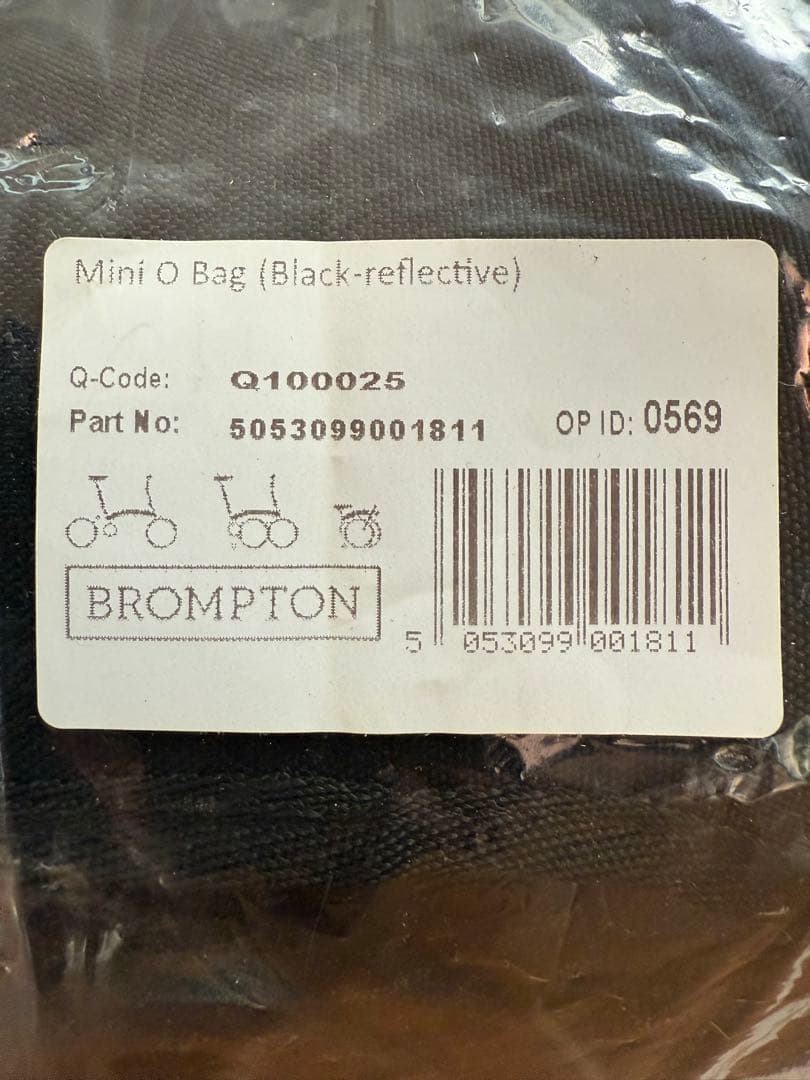 Mini O Bag (Black-reflective)
Q-Code: Q100025
Part No: 5053099001811 OP ID: 0569
BROMPTON
5 053099 001811